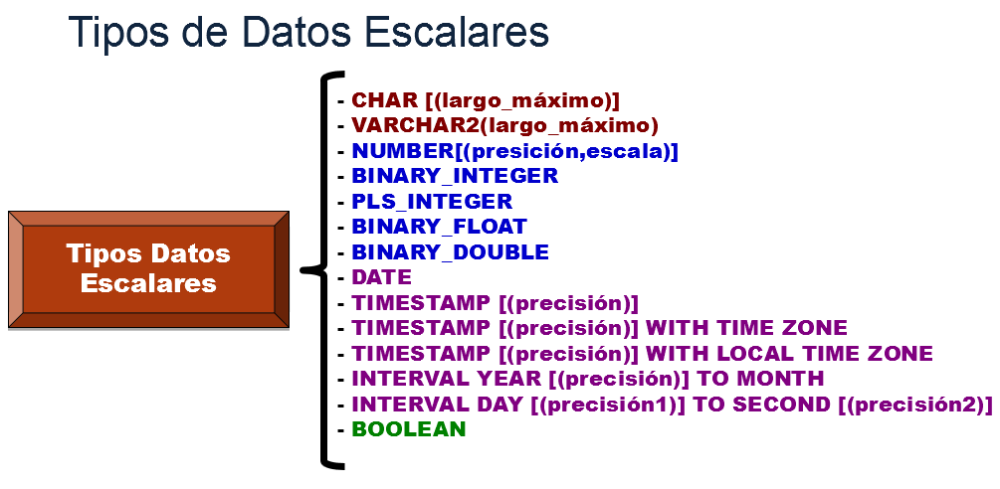 Tipos de Datos Escalares
Tipos Datos
Escalares
- CHAR [(largo_máximo)]
- VARCHAR2(largo_máximo)
- NUMBER[(presición,escala)]
- BINARY_INTEGER
- PLS_INTEGER
- BINARY_FLOAT
- BINARY_DOUBLE
- DATE
- TIMESTAMP [(precisión)]
- TIMESTAMP [(precisión)] WITH TIME ZONE
- TIMESTAMP [(precisión)] WITH LOCAL TIME ZONE
- INTERVAL YEAR [(precisión)] TO MONTH
- INTERVAL DAY [(precisión1)] TO SECOND [(precisión2)]
- BOOLEAN